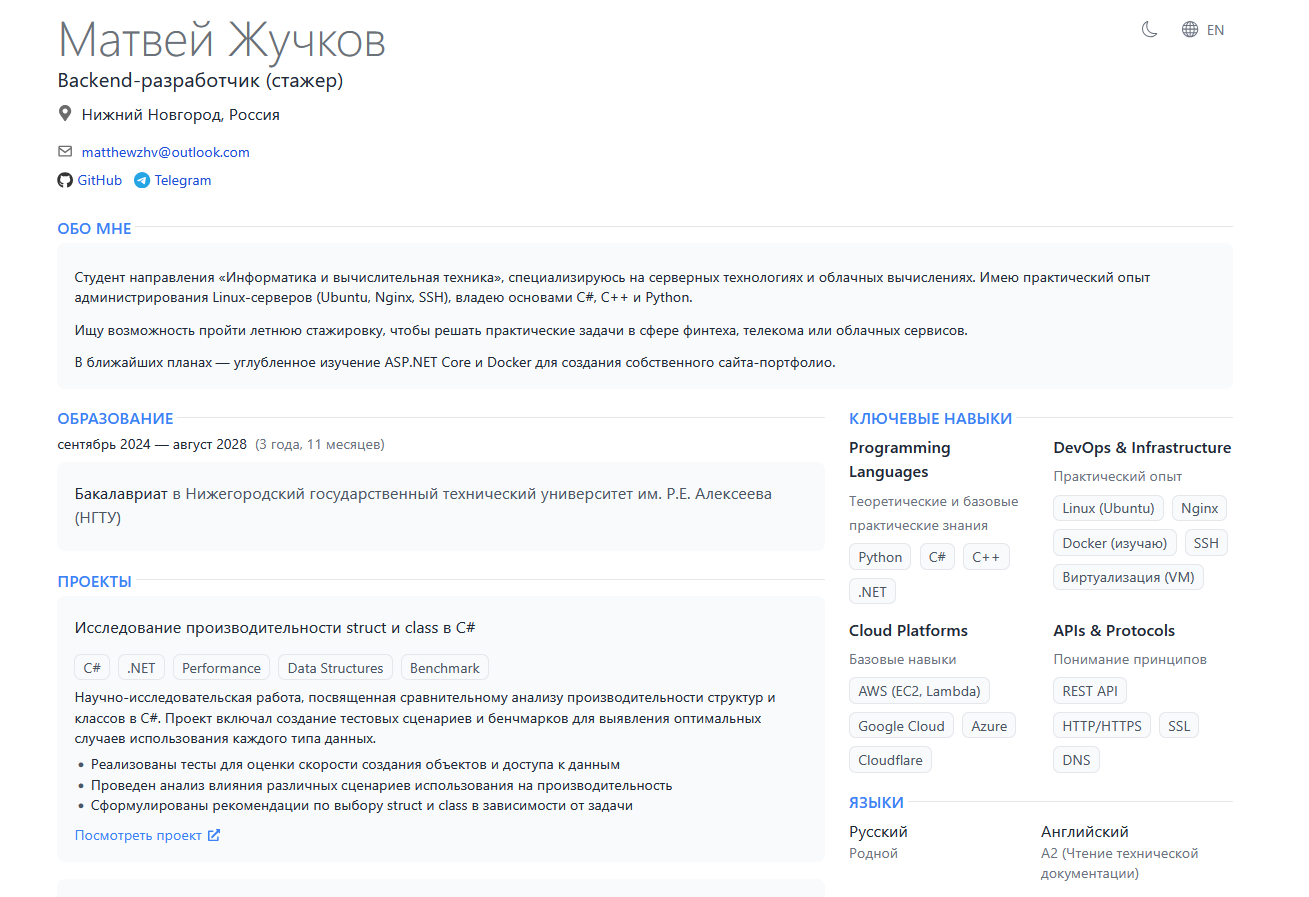 Матвей Жучков
EN
Backend-разработчик (стажер)
Нижний Новгород, Россия
matthewzhv@outlook.com
GitHub Telegram
ОБО МНЕ
Студент направления «Информатика и вычислительная техника», специализируюсь на серверных технологиях и облачных вычислениях. Имею практический опыт
администрирования Linux-серверов (Ubuntu, Nginx, SSH), владею основами C#, C++ и Python.
Ищу возможность пройти летнюю стажировку, чтобы решать практические задачи в сфере финтеха, телекома или облачных сервисов.
В ближайших планах — углубленное изучение ASP.NET Core и Docker для создания собственного сайта-портфолио.
ОБРАЗОВАНИЕ
сентябрь 2024 — август 2028 (3 года, 11 месяцев)
Бакалавриат в Нижегородский государственный технический университет им. Р.Е. Алексеева
(НГТУ)
ПРОЕКТЫ
Исследование производительности struct и class в C#
C# .NET Performance Data Structures Benchmark
Научно-исследовательская работа, посвященная сравнительному анализу производительности структур и
классов в C#. Проект включал создание тестовых сценариев и бенчмарков для выявления оптимальных
случаев использования каждого типа данных.
• Реализованы тесты для оценки скорости создания объектов и доступа к данным
• Проведен анализ влияния различных сценариев использования на производительность
• Сформулированы рекомендации по выбору struct и class в зависимости от задачи
Посмотреть проект
КЛЮЧЕВЫЕ НАВЫКИ
Programming
Languages
Теоретические и базовые
практические знания
Python C# C++
.NET
DevOps & Infrastructure
Практический опыт
Linux (Ubuntu) Nginx
Docker (изучаю) SSH
Виртуализация (VM)
Cloud Platforms
Базовые навыки
AWS (EC2, Lambda)
Google Cloud Azure
Cloudflare
APIs & Protocols
Понимание принципов
REST API
HTTP/HTTPS SSL
DNS
ЯЗЫКИ
Русский
Родной
Английский
A2 (Чтение технической
документации)